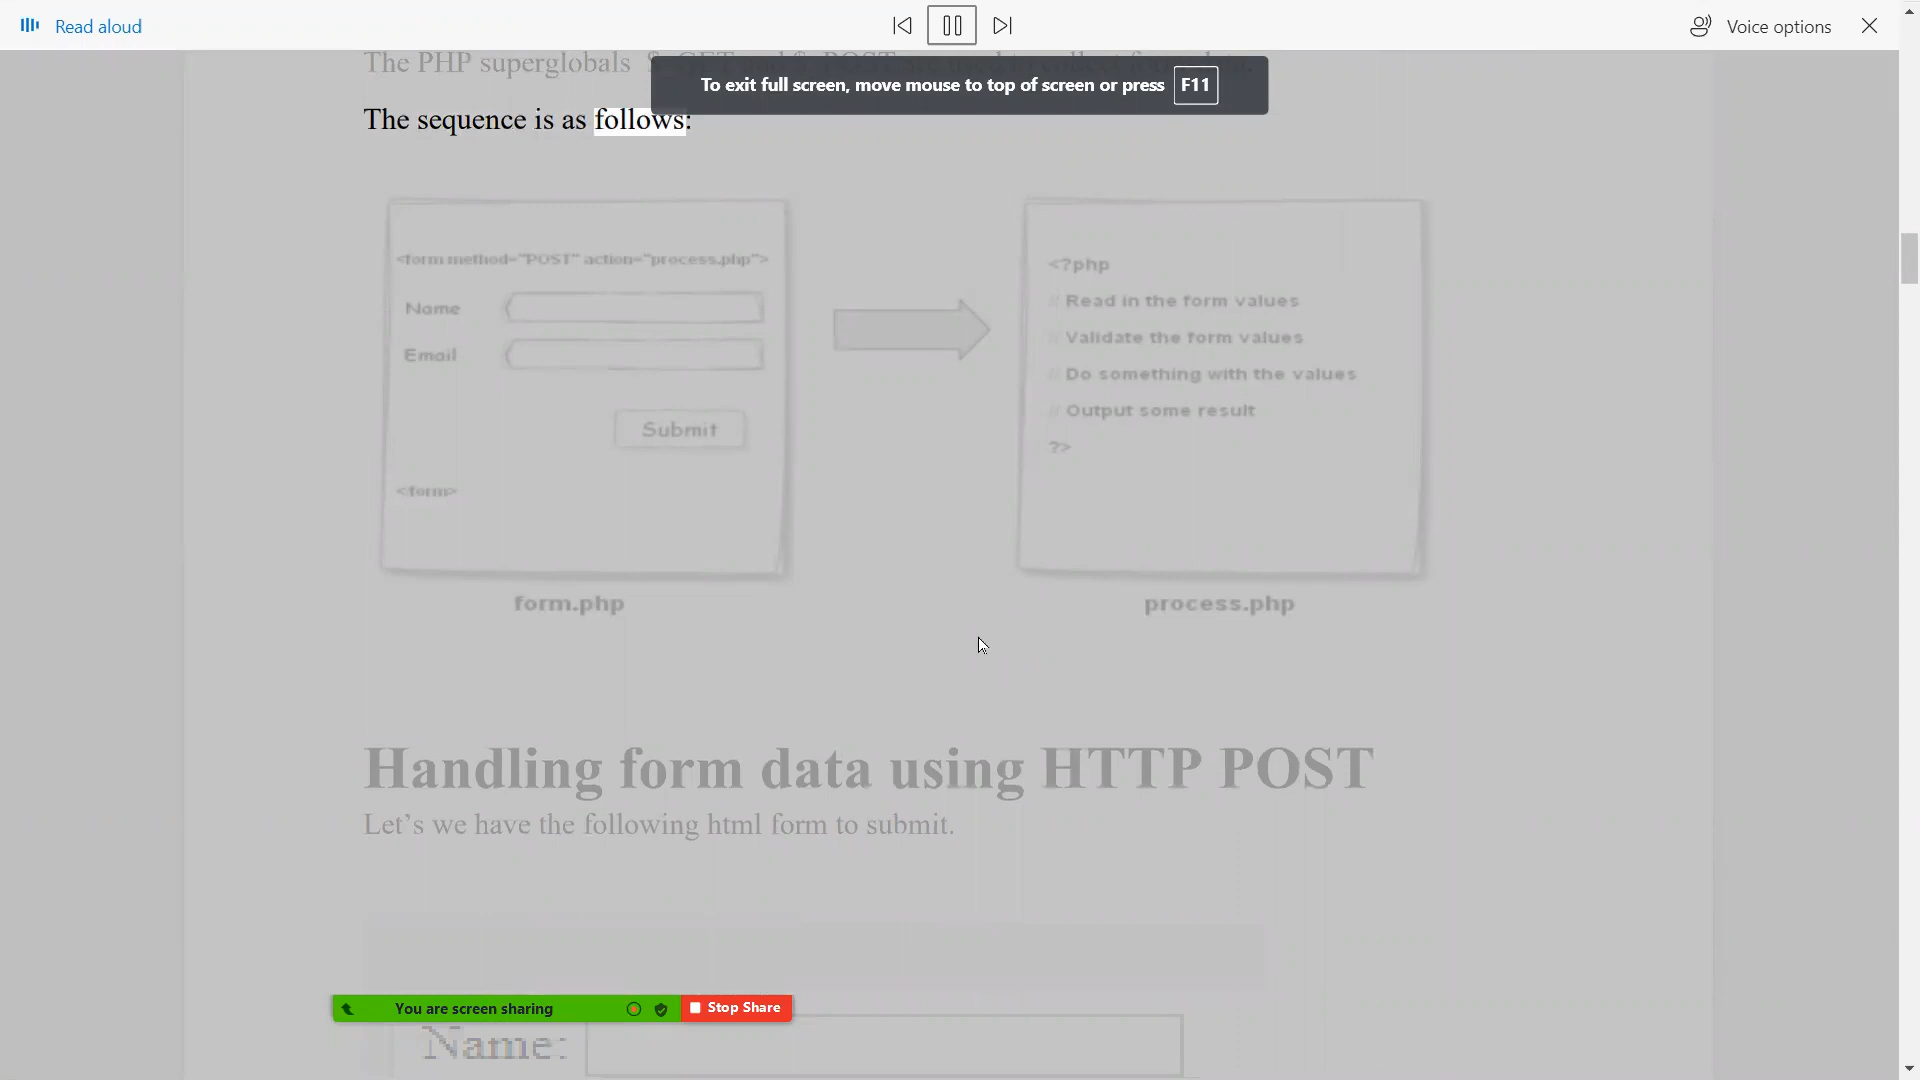 Read aloud
Voice options
The PHP superglobals
To exit full screen, move mouse to top of screen or press F11
The sequence is as follows:
<form method="POST" action="process.php">
Name
Email
Submit
<form>
form.php
<?php
// Read in the form values
// Validate the form values
// Do something with the values
// Output some result
?>
process.php
Handling form data using HTTP POST
Let’s we have the following html form to submit.
You are screen sharing
Stop Share
Name: